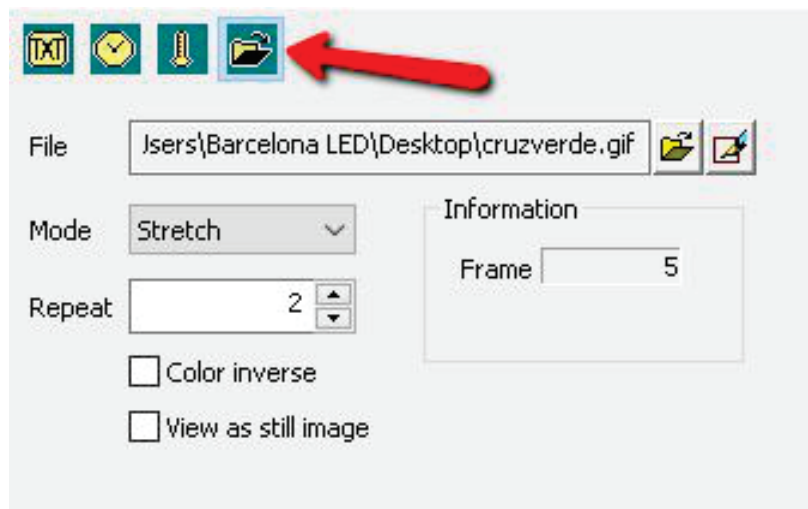 TXT
File Jsers\Barcelona LED\Desktop\cruzverde.gif
Mode Stretch
Information
Frame 5
Repeat 2
Color inverse
View as still image